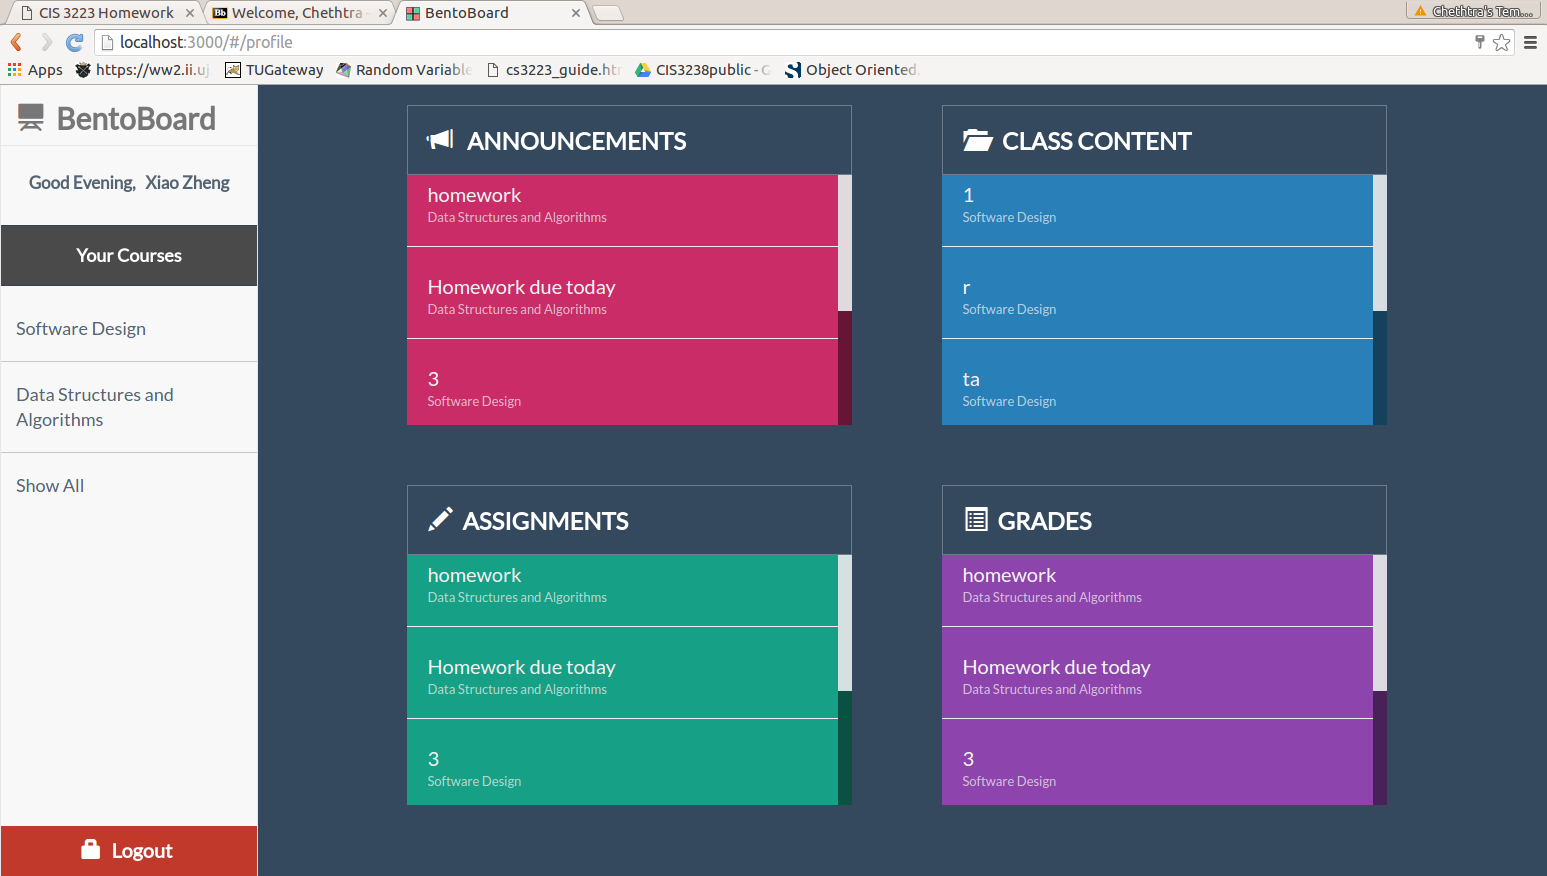 CIS 3223 Homework
Welcome, Chethtra
BentoBoard
Chethtra's Tem...
localhost:3000/#/profile
Apps
https://ww2.ii.uj
TUGateway
Random Variable
cs3223_guide.ht
CIS3238public - G
Object Oriented
BentoBoard
Good Evening, Xiao Zheng
Your Courses
Software Design
Data Structures and
Algorithms
Show All
Logout
ANNOUNCEMENTS
homework
Data Structures and Algorithms
Homework due today
Data Structures and Algorithms
3
Software Design
CLASS CONTENT
1
Software Design
r
Software Design
ta
Software Design
ASSIGNMENTS
homework
Data Structures and Algorithms
Homework due today
Data Structures and Algorithms
3
Software Design
GRADES
homework
Data Structures and Algorithms
Homework due today
Data Structures and Algorithms
3
Software Design